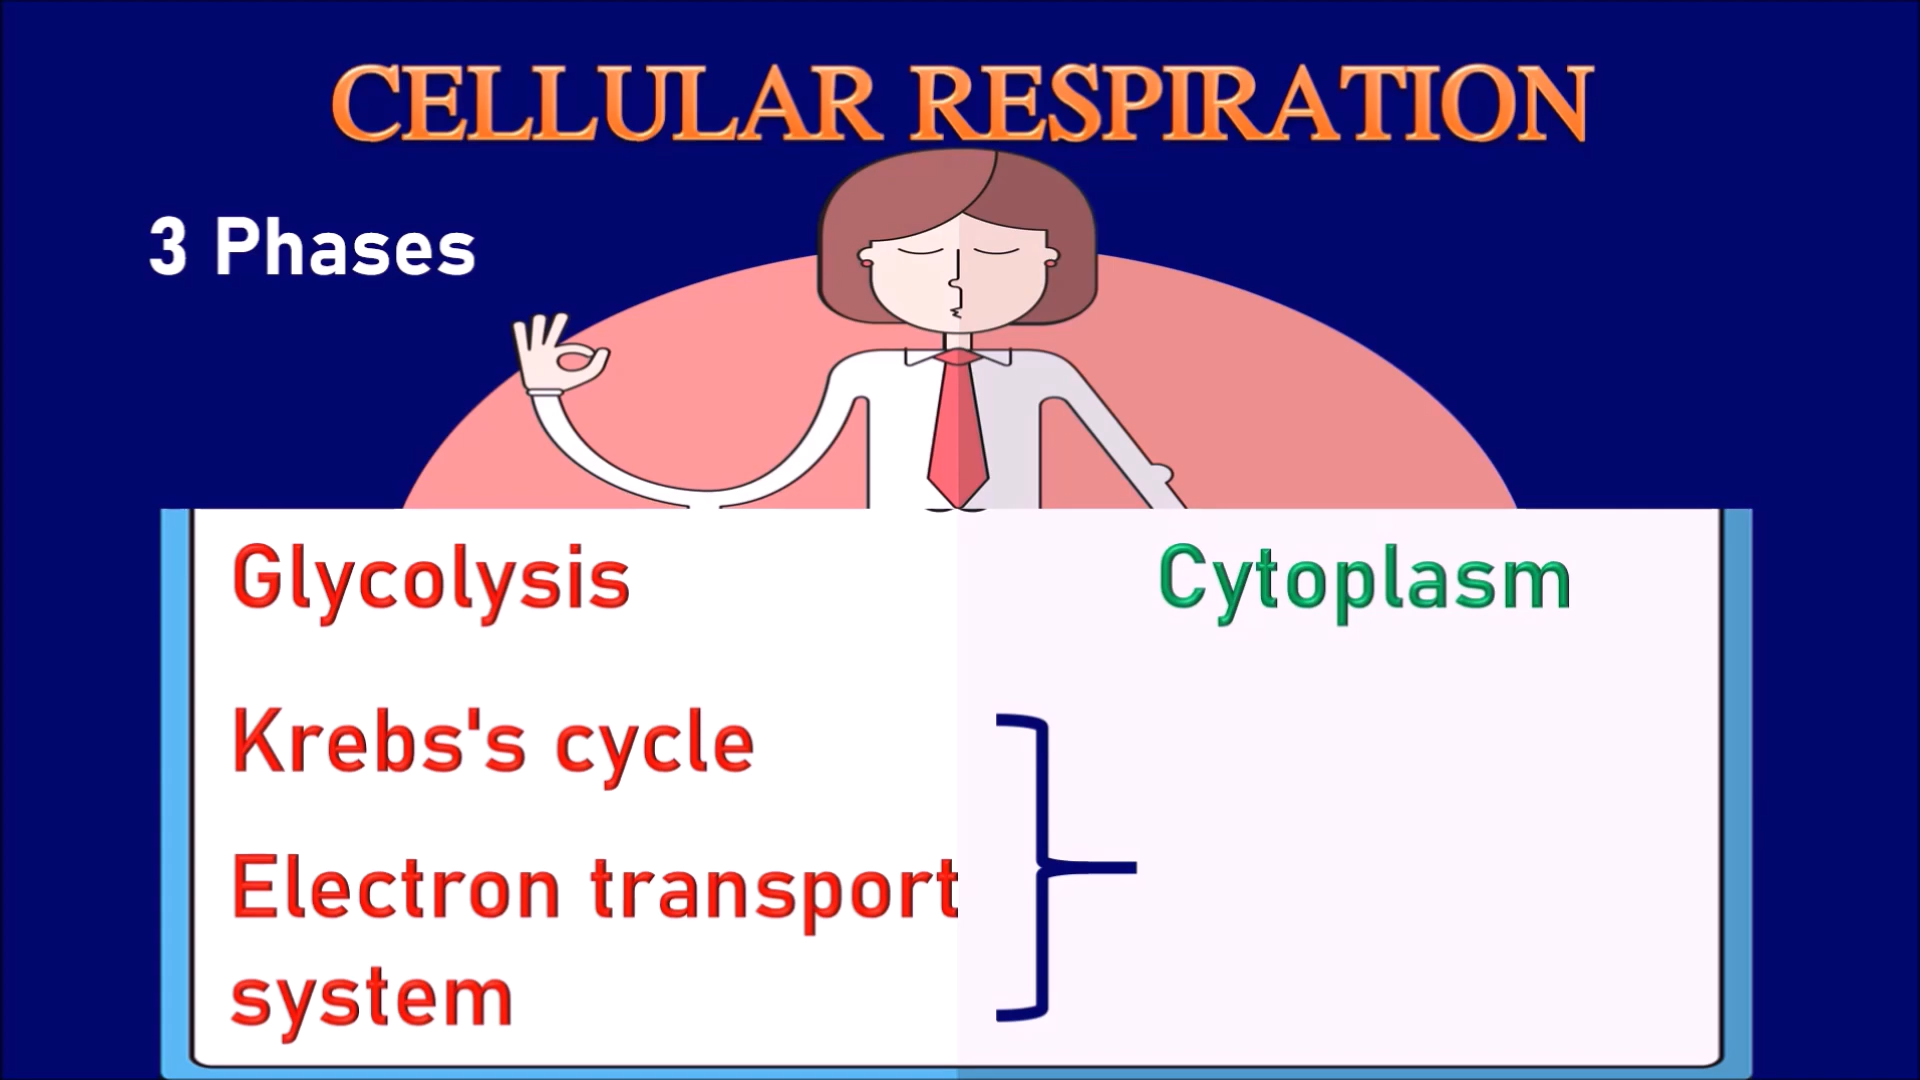 CELLULAR RESPIRATION
3 Phases
Glycolysis
Cytoplasm
Krebs's cycle
Electron transport
system